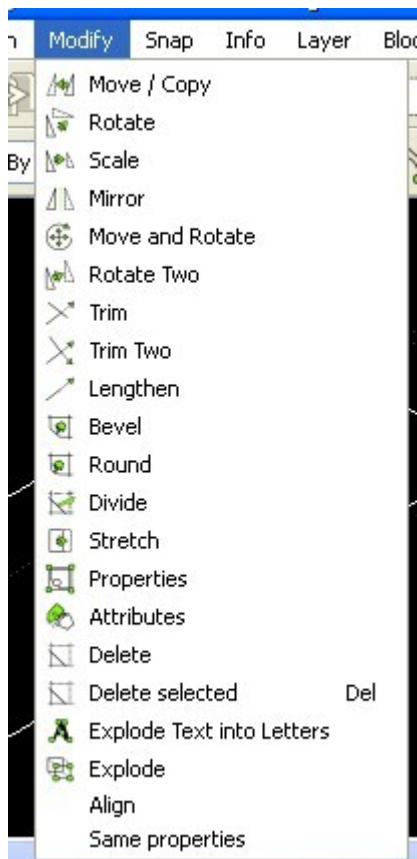 Modify Snap Info Layer
By
Move / Copy
Rotate
Scale
Mirror
Move and Rotate
Rotate Two
Trim
Trim Two
Lengthen
Bevel
Round
Divide
Stretch
Properties
Attributes
Delete
Delete selected Del
Explode Text into Letters
Explode
Align
Same properties